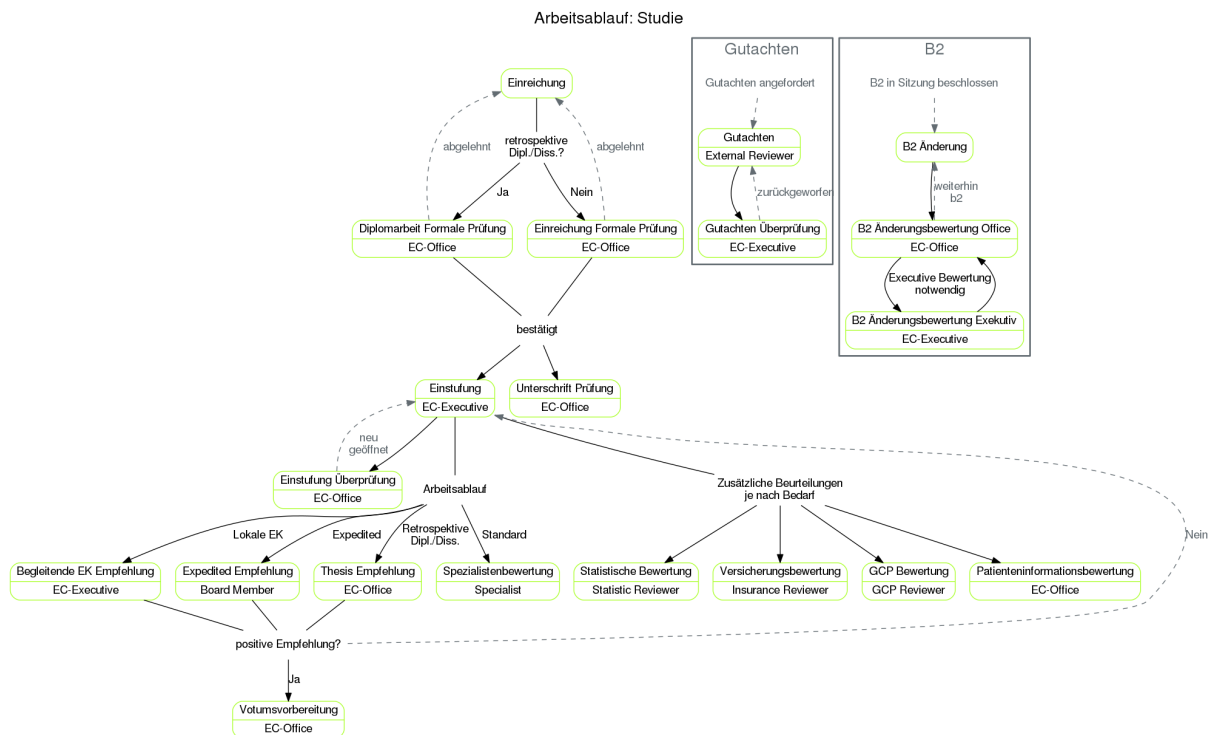 Arbeitsablauf: Studie
Gutachten
B2
Einreichung
Gutachten angefordert
B2 in Sitzung beschlossen
abgelehnt
retrospektive
Dipl./Diss.?
abgelehnt
Gutachten
External Reviewer
B2 Änderung
Ja
Nein
zurückgeworfen
weiterhin
b2
Diplomarbeit Formale Prüfung
EC-Office
Einreichung Formale Prüfung
EC-Office
Gutachten Überprüfung
EC-Executive
B2 Änderungsbewertung Office
EC-Office
Executive Bewertung
notwendig
bestätigt
B2 Änderungsbewertung Exekutiv
EC-Executive
Einstufung
EC-Executive
Unterschrift Prüfung
EC-Office
neu
geöffnet
Einstufung Überprüfung
EC-Office
Arbeitsablauf
Zusätzliche Beurteilungen
je nach Bedarf
Lokale EK
Expedited
Retrospektive
Dipl./Diss.
Standard
Nein
Begleitende EK Empfehlung
EC-Executive
Expedited Empfehlung
Board Member
Thesis Empfehlung
EC-Office
Spezialistenbewertung
Specialist
Statistische Bewertung
Statistic Reviewer
Versicherungsbewertung
Insurance Reviewer
GCP Bewertung
GCP Reviewer
Patienteninformationsbewertung
EC-Office
positive Empfehlung?
Ja
Votumsvorbereitung
EC-Office